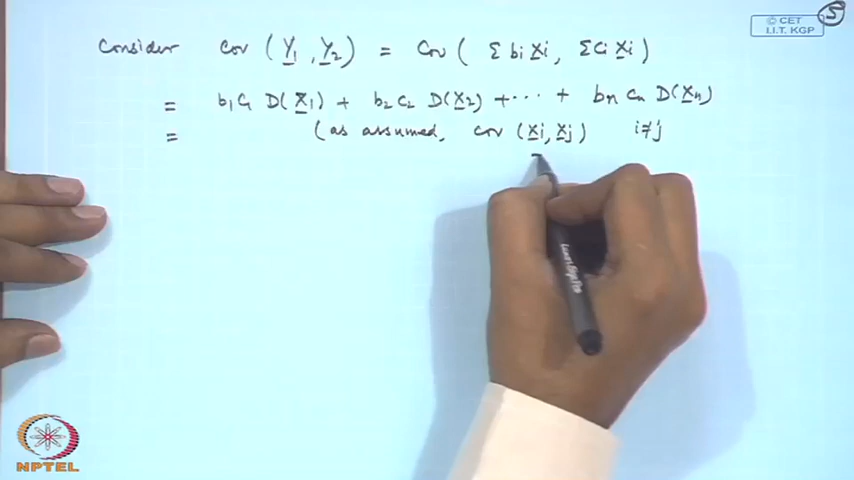 © CET
I.I.T. KGP
5
Consider Cov (Y1, Y2) = Cov ( Σ bi Xi, Σ Ci Xi )
= b1 C1 D(X1) + b2 C2 D(X2) + ··· + bn Cn D(Xn)
= (as assumed, Cov (Xi, Xj) i≠j
NPTEL